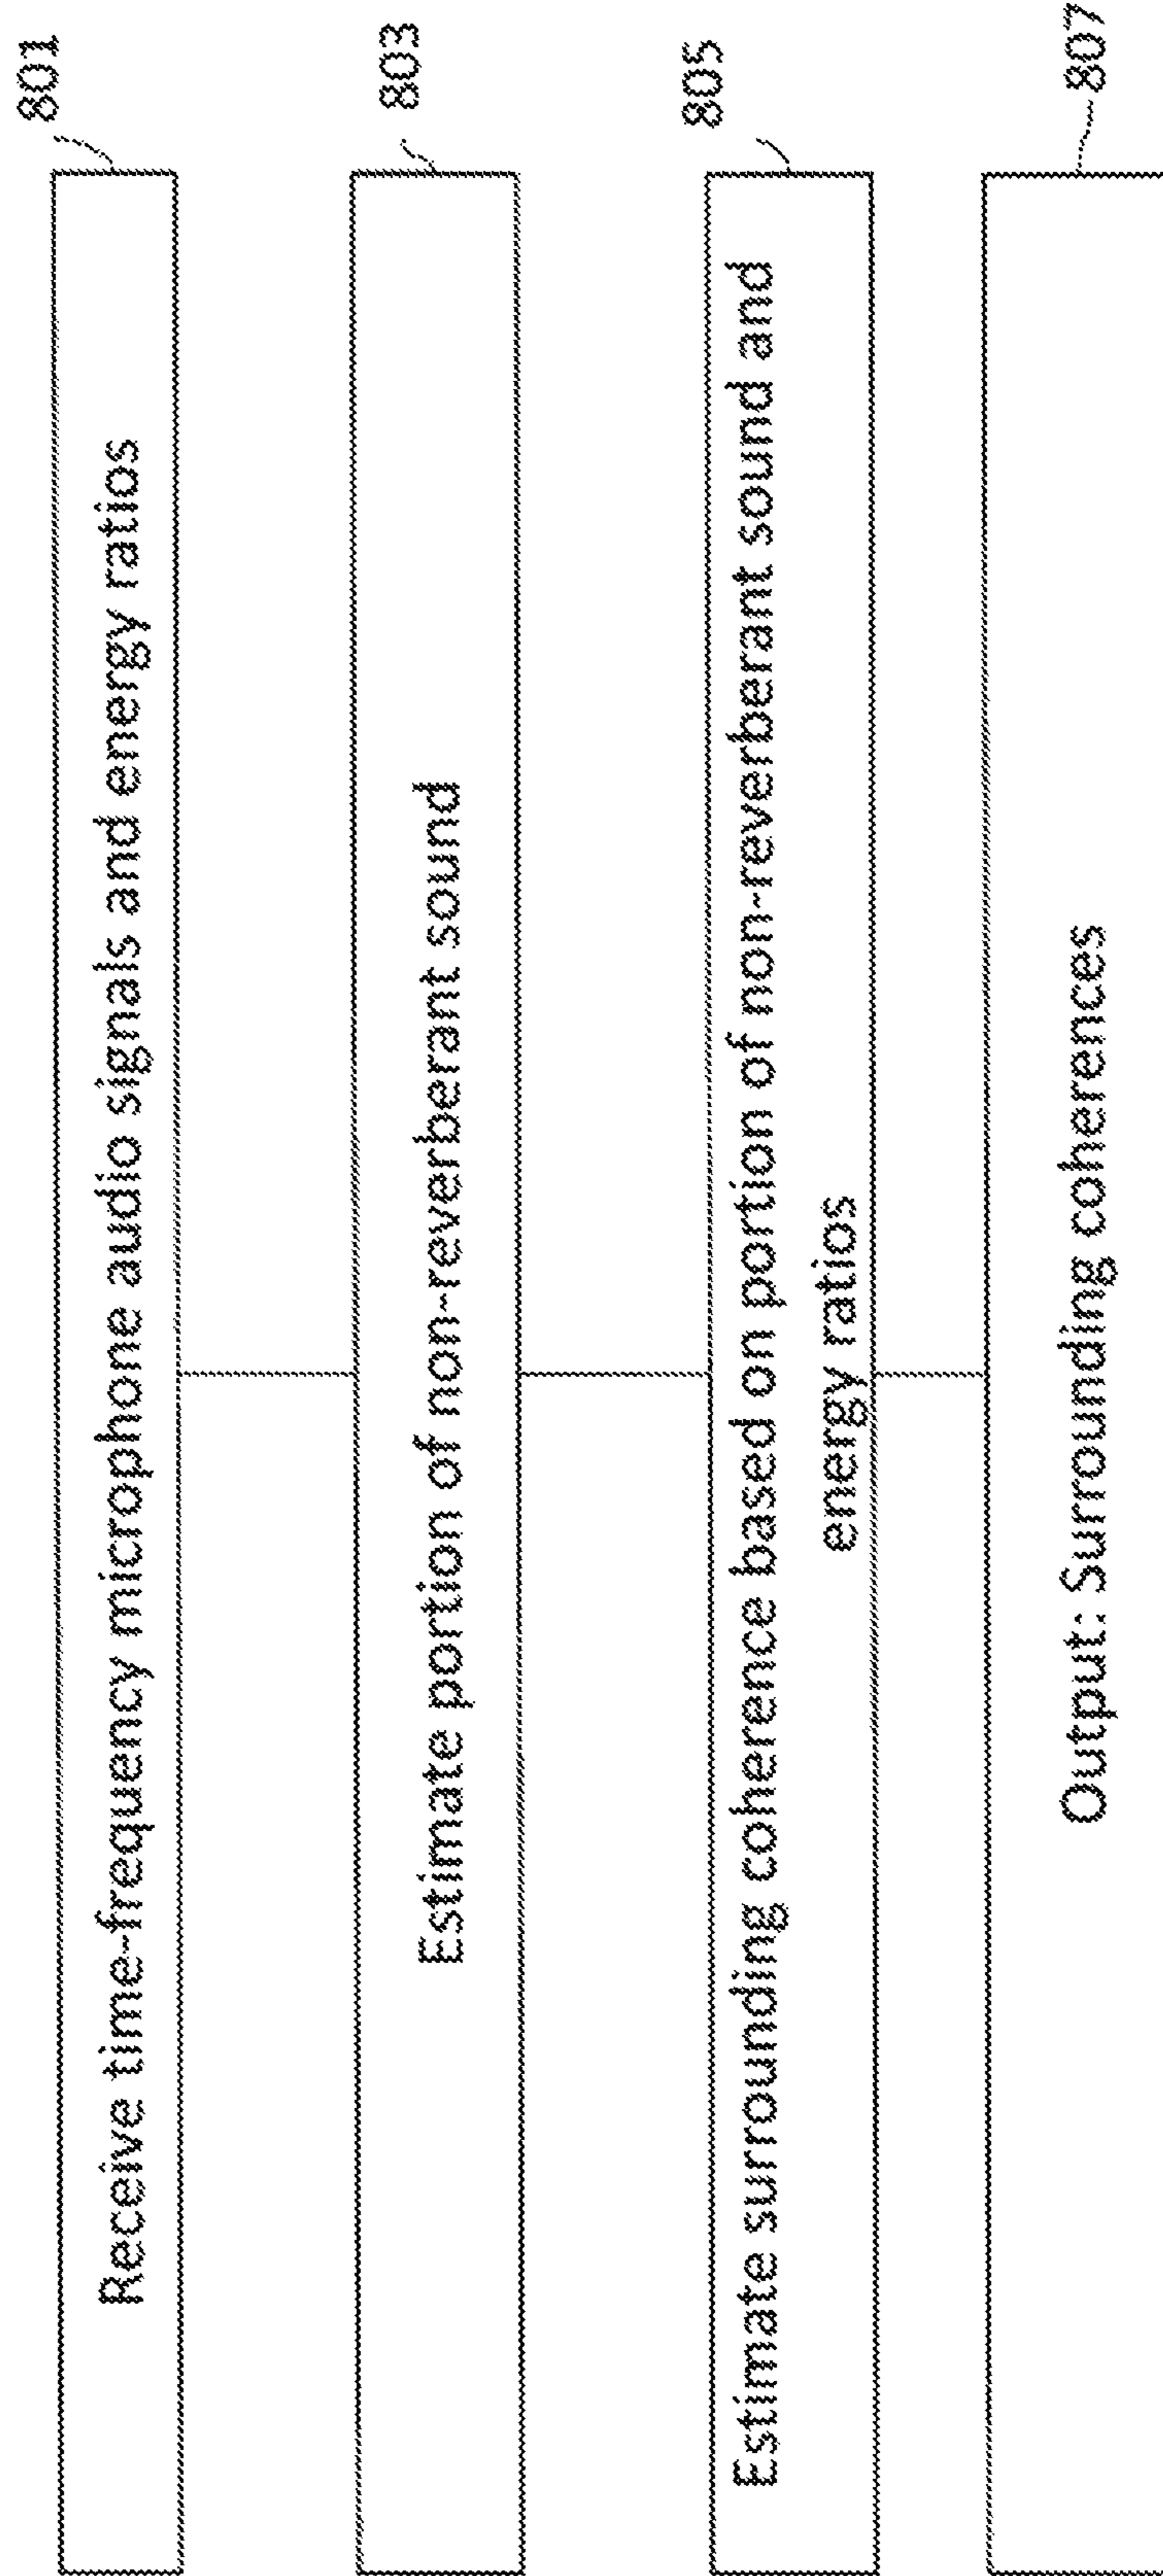 801
Receive time-frequency microphone audio signals and energy ratios
803
Estimate portion of non-reverberant sound
805
Estimate surrounding coherence based on portion of non-reverberant sound and
energy ratios
807
Output: Surrounding coherences